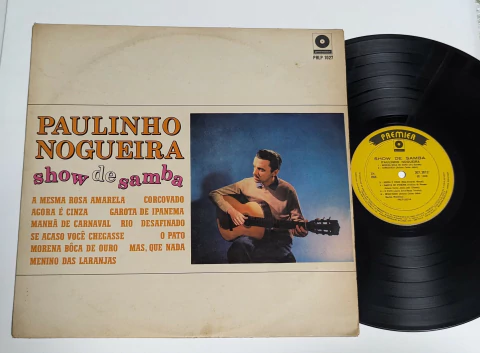 PRLP 1027
PAULINHO
NOGUEIRA
show de samba
A MESMA ROSA AMARELA CORCOVADO
AGORA É CINZA GAROTA DE IPANEMA
MANHÃ DE CARNAVAL RIO DESAFINADO
SE ACASO VOCÊ CHEGASSE O PATO
MORENA BÔCA DE OURO MAS, QUE NADA
MENINO DAS LARANJAS
PREMIER
SHOW DE SAMBA
PAULINHO NOGUEIRA